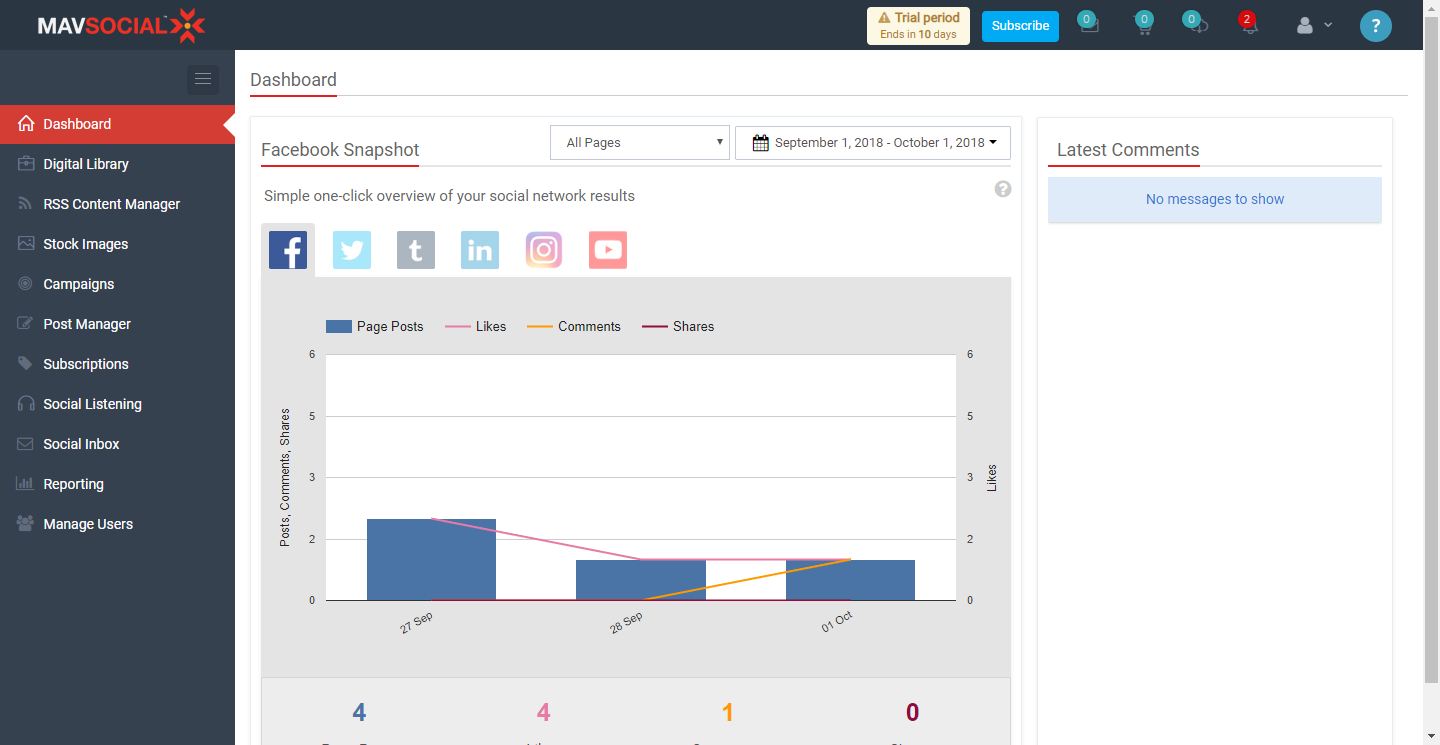 MAVSOCIAL
Trial period
Ends in 10 days
Subscribe
0
0
0
2
?
Dashboard
Digital Library
RSS Content Manager
Stock Images
Campaigns
Post Manager
Subscriptions
Social Listening
Social Inbox
Reporting
Manage Users
Dashboard
Facebook Snapshot
All Pages
September 1, 2018 - October 1, 2018
Simple one-click overview of your social network results
?
Page Posts Likes Comments Shares
6 6
5 5
3 3
2 2
0 0
Posts, Comments, Shares
Likes
27 Sep 28 Sep 01 Oct
4 4 1 0
Latest Comments
No messages to show